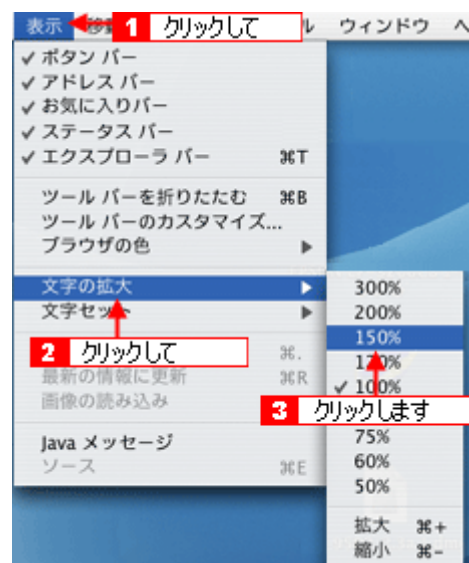 表示
1 クリックして
ル ウィンドウ ヘ
✓ ボタン バー
✓ アドレス バー
✓ お気に入りバー
✓ ステータス バー
✓ エクスプローラ バー ⌘T
ツール バーを折りたたむ ⌘B
ツール バーのカスタマイズ...
ブラウザの色 ▶
文字の拡大 ▶
文字セット ▶
2 クリックして
⌘.
最新の情報に更新 ⌘R
画像の読み込み
Java メッセージ
ソース ⌘E
300%
200%
150%
120%
✓ 100%
3 クリックします
75%
60%
50%
拡大 ⌘+
縮小 ⌘-